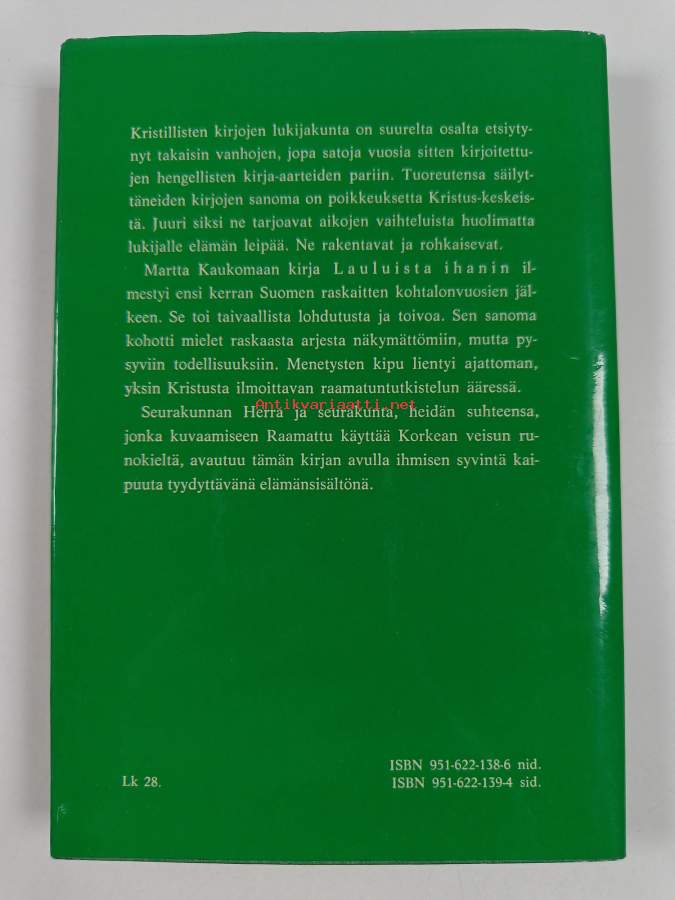 Kristillisten kirjojen lukijakunta on suurelta osalta etsiyty-
nyt takaisin vanhojen, jopa satoja vuosia sitten kirjoitettu-
jen hengellisten kirja-aarteiden pariin. Tuoreutensa säilyt-
täneiden kirjojen sanoma on poikkeuksetta Kristus-keskeis-
tä. Juuri siksi ne tarjoavat aikojen vaihteluista huolimatta
lukijalle elämän leipää. Ne rakentavat ja rohkaisevat.
Martta Kaukomaan kirja Lauluista ihanin il-
mestyi ensi kerran Suomen raskaitten kohtalonvuosien jäl-
keen. Se toi taivaallista lohdutusta ja toivoa. Sen sanoma
kohotti mielet raskaasta arjesta näkymättömiin, mutta py-
syviin todellisuuksiin. Menetysten kipu lientyi ajattoman,
yksin Kristusta ilmoittavan raamatuntutkistelun ääressä.
Antikvariaatti.net
Seurakunnan Herra ja seurakunta, heidän suhteensa,
jonka kuvaamiseen Raamattu käyttää Korkean veisun ru-
nokieltä, avautuu tämän kirjan avulla ihmisen syvintä kai-
puuta tyydyttävänä elämänsisältönä.
ISBN 951-622-138-6 nid.
Lk 28.
ISBN 951-622-139-4 sid.